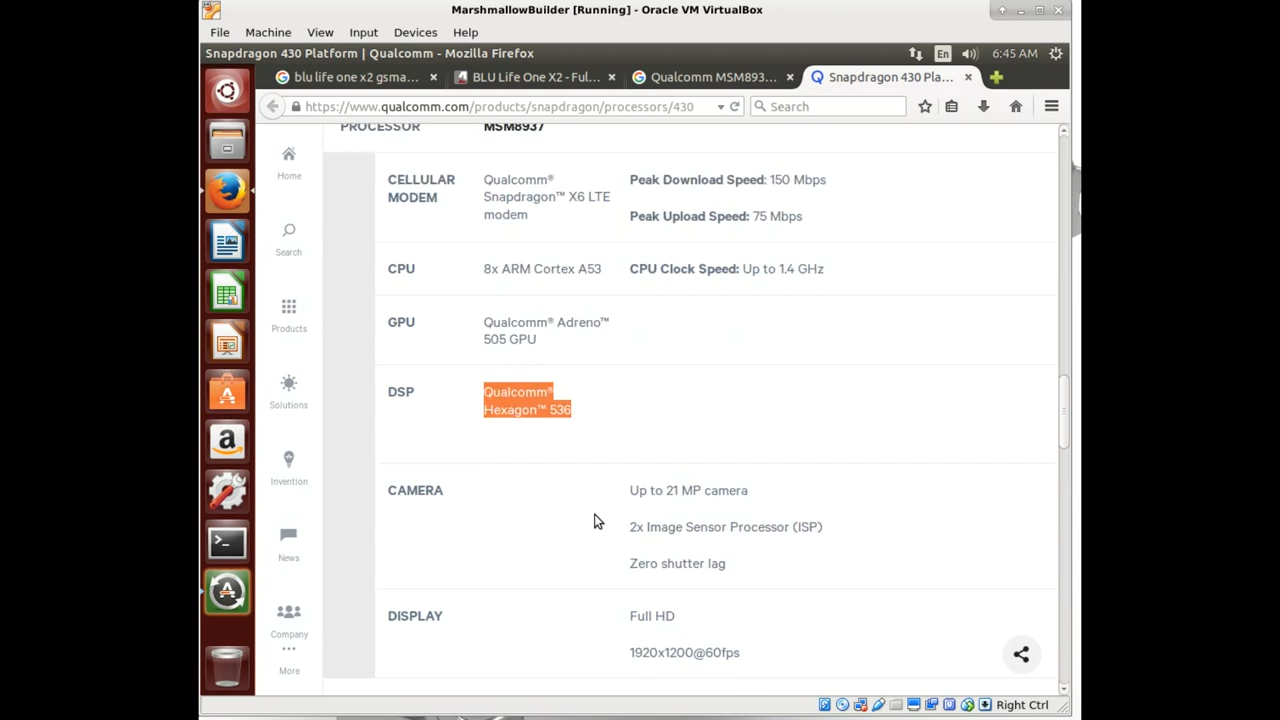 MarshmallowBuilder [Running] - Oracle VM VirtualBox
File Machine View Input Devices Help
Snapdragon 430 Platform | Qualcomm - Mozilla Firefox
En 6:45 AM
blu life one x2 gsma... × BLU Life One X2 - Ful... × Qualcomm MSM893... × Snapdragon 430 Pla... ×
https://www.qualcomm.com/products/snapdragon/processors/430 Search
PROCESSOR MSM8937
Home
Search
Products
Solutions
Invention
News
Company
More
CELLULAR MODEM
Qualcomm®
Snapdragon™ X6 LTE
modem
Peak Download Speed: 150 Mbps
Peak Upload Speed: 75 Mbps
CPU 8x ARM Cortex A53 CPU Clock Speed: Up to 1.4 GHz
GPU Qualcomm® Adreno™
505 GPU
DSP Qualcomm®
Hexagon™ 536
CAMERA Up to 21 MP camera
2x Image Sensor Processor (ISP)
Zero shutter lag
DISPLAY Full HD
1920x1200@60fps
Right Ctrl